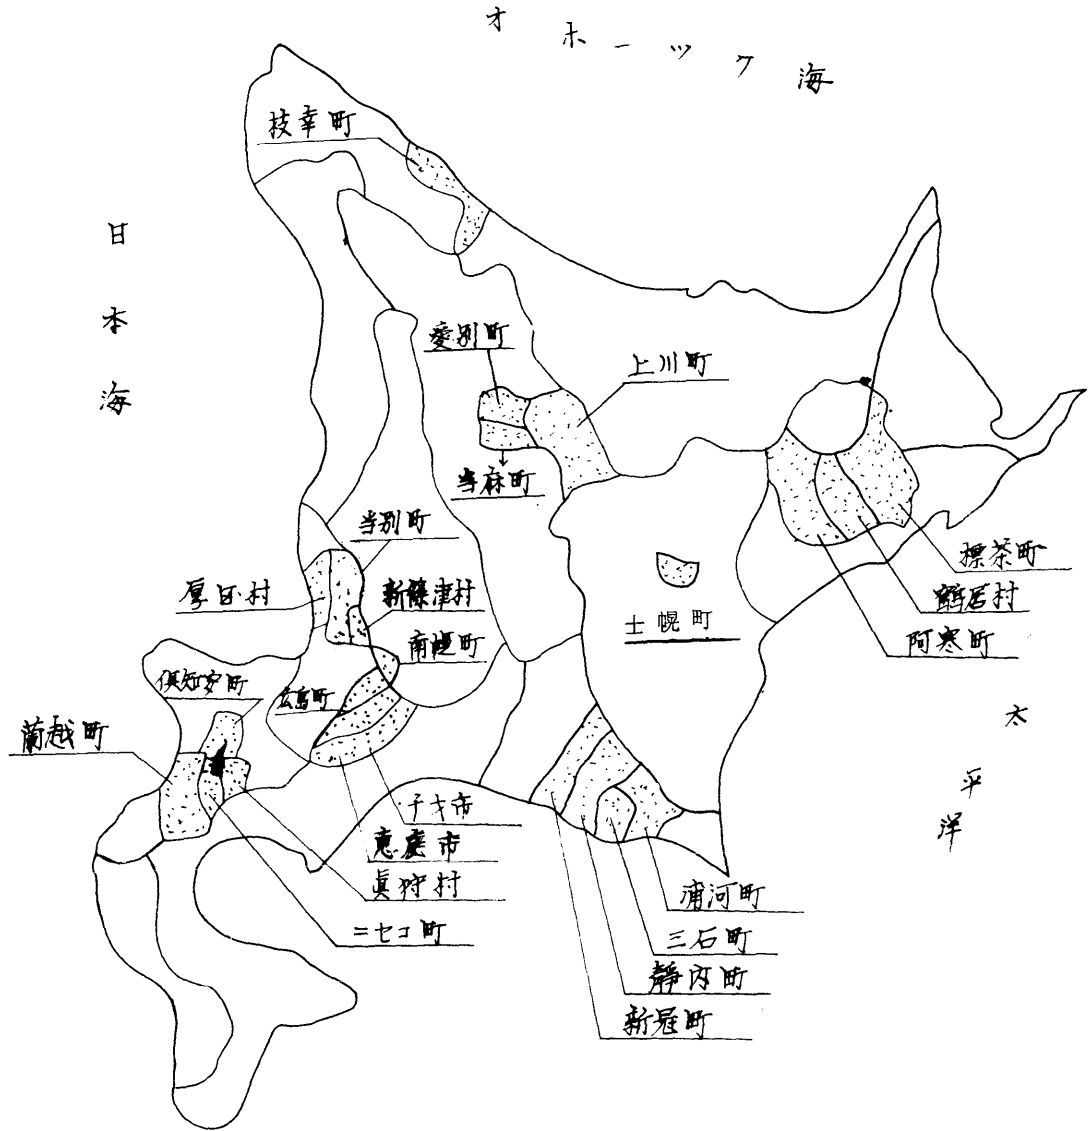 オホーツク海
日本海
枝幸町
愛別町
上川町
当麻町
当別町
厚田村
新篠津村
南幌町
広島町
倶知安町
蘭越町
千才市
恵庭市
真狩村
ニセコ町
士幌町
標茶町
鶴居村
阿寒町
太平洋
浦河町
三石町
静内町
新冠町